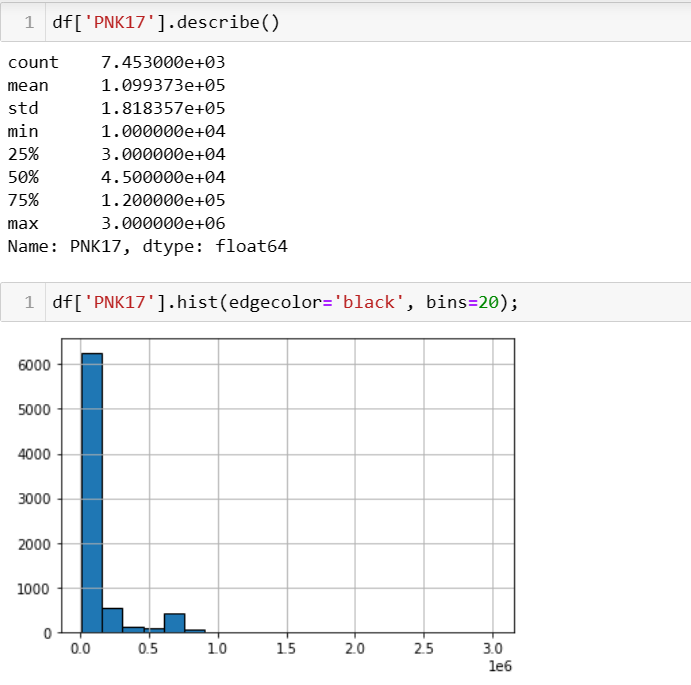 1 df['PNK17'].describe()
count 7.453000e+03
mean 1.099373e+05
std 1.818357e+05
min 1.000000e+04
25% 3.000000e+04
50% 4.500000e+04
75% 1.200000e+05
max 3.000000e+06
Name: PNK17, dtype: float64
1 df['PNK17'].hist(edgecolor='black', bins=20);
6000
5000
4000
3000
2000
1000
0
0.0 0.5 1.0 1.5 2.0 2.5 3.0
1e6